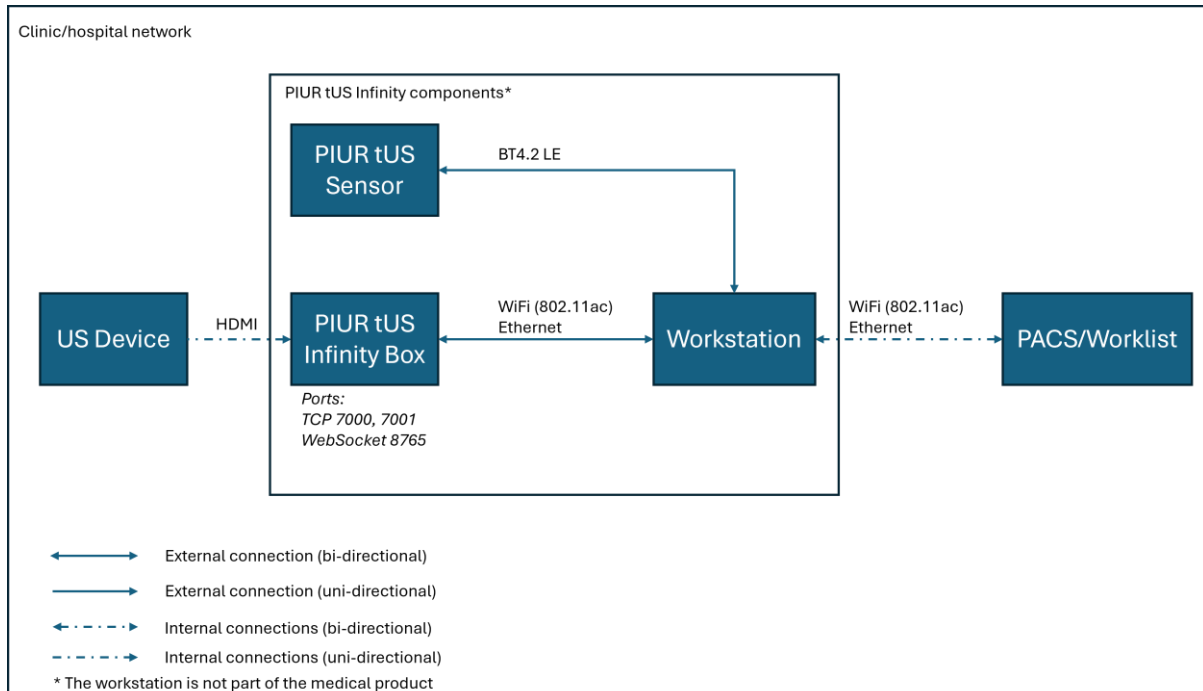 Clinic/hospital network
PIUR tUS Infinity components*
PIUR tUS
Sensor
BT4.2 LE
US Device
HDMI
PIUR tUS
Infinity Box
WiFi (802.11ac)
Ethernet
Workstation
WiFi (802.11ac)
Ethernet
PACS/Worklist
Ports:
TCP 7000, 7001
WebSocket 8765
External connection (bi-directional)
External connection (uni-directional)
Internal connections (bi-directional)
Internal connections (uni-directional)
* The workstation is not part of the medical product